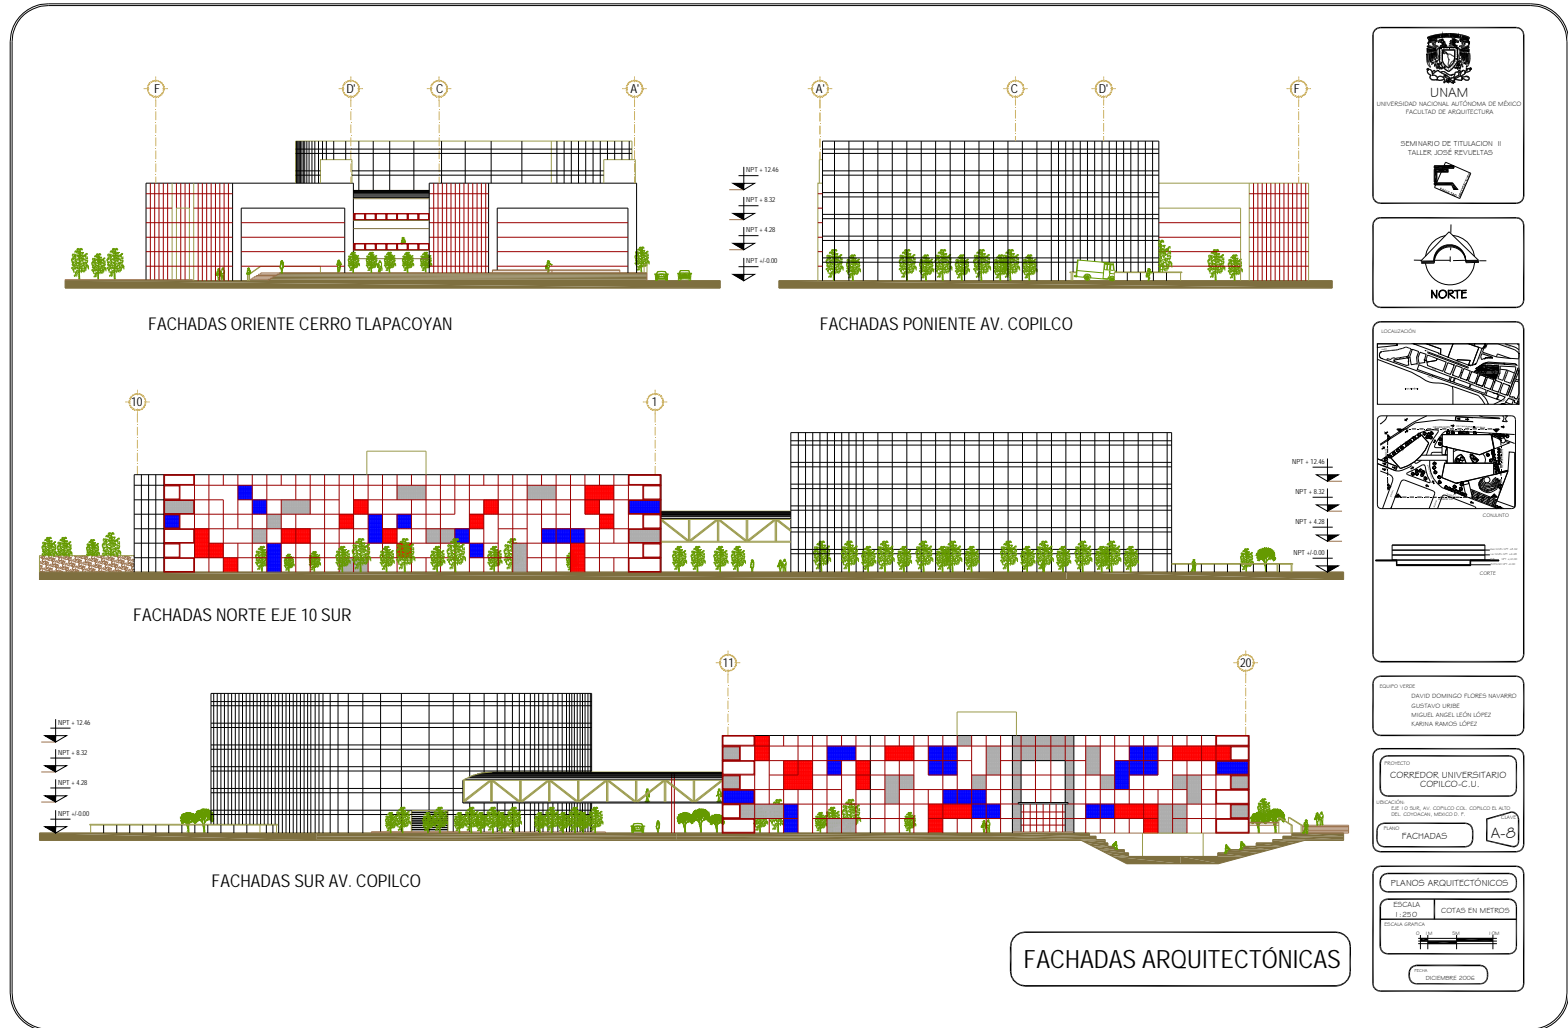 F
D'
C
A'
A'
C
D'
F
NPT + 12.46
NPT + 8.32
NPT + 4.28
NPT +/-0.00
FACHADAS ORIENTE CERRO TLAPACOYAN
FACHADAS PONIENTE AV. COPILCO
10
1
NPT + 12.46
NPT + 8.32
NPT + 4.28
NPT +/-0.00
FACHADAS NORTE EJE 10 SUR
11
20
NPT + 12.46
NPT + 8.32
NPT + 4.28
NPT +/-0.00
FACHADAS SUR AV. COPILCO
FACHADAS ARQUITECTÓNICAS
UNAM
UNIVERSIDAD NACIONAL AUTÓNOMA DE MÉXICO
FACULTAD DE ARQUITECTURA
SEMINARIO DE TITULACION II
TALLER JOSÉ REVUELTAS
NORTE
LOCALIZACIÓN
CONJUNTO
CORTE
EQUIPO VERDE
DAVID DOMINGO FLORES NAVARRO
GUSTAVO URIBE
MIGUEL ANGEL LEÓN LÓPEZ
KARINA RAMOS LÓPEZ
PROYECTO
CORREDOR UNIVERSITARIO
COPILCO-C.U.
UBICACIÓN:
EJE 10 SUR, AV. COPILCO COL. COPILCO EL ALTO
DEL. COYOACAN, MÉXICO D. F.
PLANO
FACHADAS
CLAVE
A-8
PLANOS ARQUITECTÓNICOS
ESCALA
1:250
COTAS EN METROS
ESCALA GRAFICA
0 1M 5M 10M
FECHA
DICIEMBRE 2006